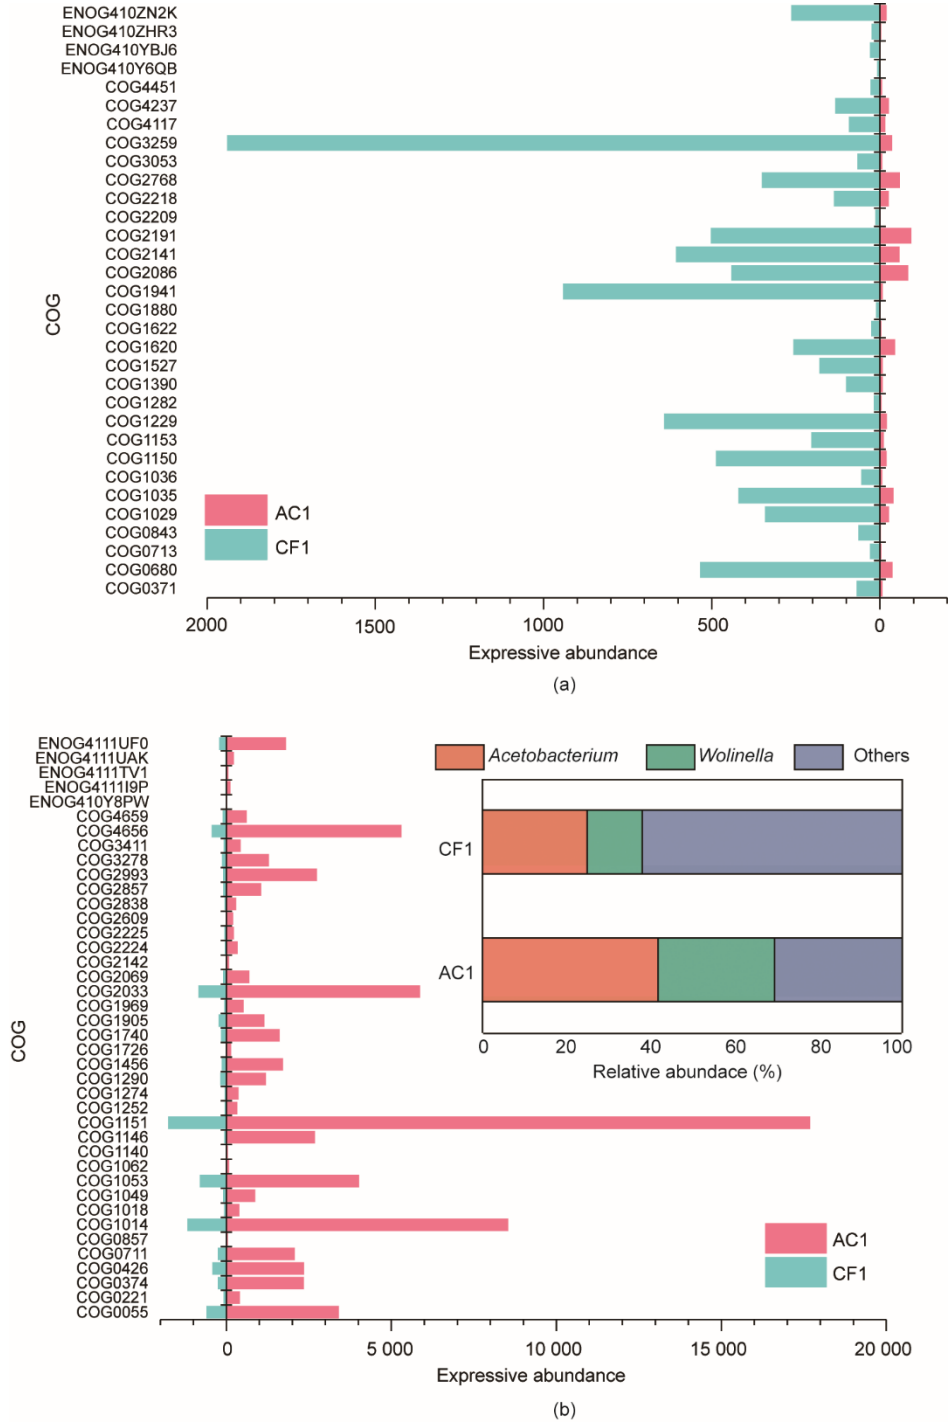 ENOG410ZN2K
ENOG410ZHR3
ENOG410YBJ6
ENOG410Y6QB
COG4451
COG4237
COG4117
COG3259
COG3053
COG2768
COG2218
COG2209
COG2191
COG2141
COG2086
COG1941
COG1880
COG1622
COG1620
COG1527
COG1390
COG1282
COG1229
COG1153
COG1150
COG1036
COG1035
COG1029
COG0843
COG0713
COG0680
COG0371
COG
AC1
CF1
2000 1500 1000 500 0
Expressive abundance
(a)
ENOG4111UF0
ENOG4111UAK
ENOG4111TV1
ENOG4111I9P
ENOG410Y8PW
COG4659
COG4656
COG3411
COG3278
COG2993
COG2857
COG2838
COG2609
COG2225
COG2224
COG2142
COG2069
COG2033
COG1969
COG1905
COG1740
COG1726
COG1456
COG1290
COG1274
COG1252
COG1151
COG1146
COG1140
COG1062
COG1053
COG1049
COG1018
COG1014
COG0857
COG0711
COG0426
COG0374
COG0221
COG0055
COG
Acetobacterium Wolinella Others
CF1
AC1
0 20 40 60 80 100
Relative abundace (%)
AC1
CF1
0 5 000 10 000 15 000 20 000
Expressive abundance
(b)